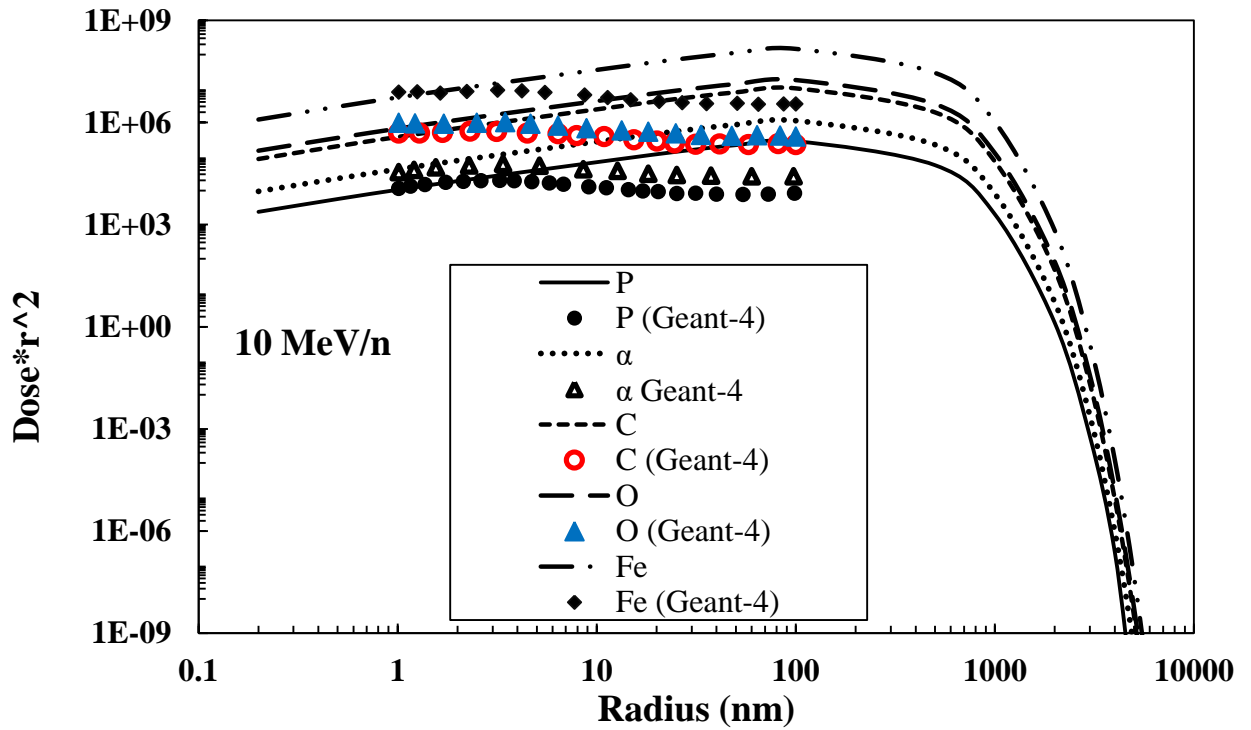 1E+09
1E+06
1E+03
1E+00
1E-03
1E-06
1E-09
Dose*r^2
10 MeV/n
P
P (Geant-4)
α
α Geant-4
C
C (Geant-4)
O
O (Geant-4)
Fe
Fe (Geant-4)
0.1 1 10 100 1000 10000
Radius (nm)